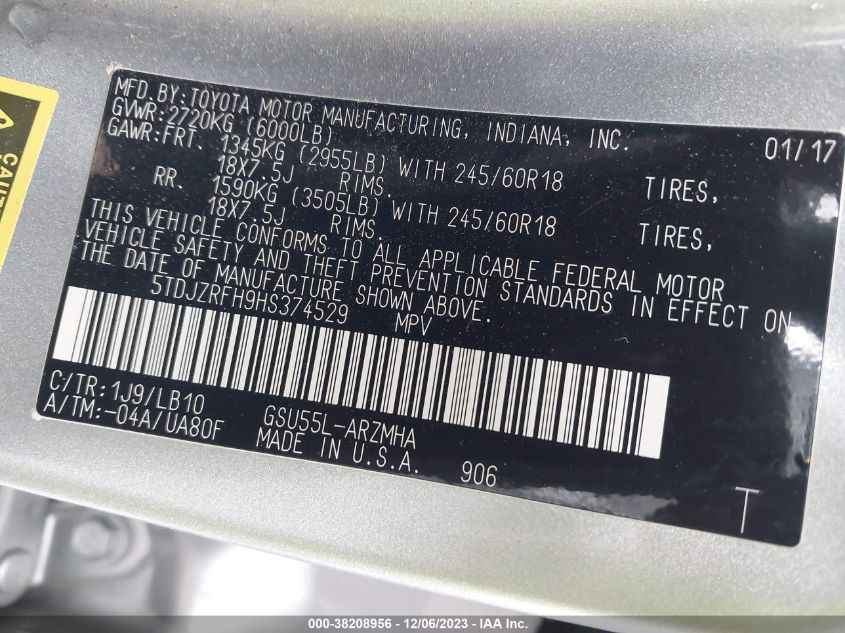 MFD. BY: TOYOTA MOTOR MANUFACTURING, INDIANA, INC. 01/17
GVWR: 2720KG (6000LB)
GAWR: FRT. 1345KG (2955LB) WITH 245/60R18 TIRES,
18X7.5J RIMS.
RR. 1590KG (3505LB) WITH 245/60R18 TIRES,
18X7.5J RIMS.
THIS VEHICLE CONFORMS TO ALL APPLICABLE FEDERAL MOTOR
VEHICLE SAFETY AND THEFT PREVENTION STANDARDS IN EFFECT ON
THE DATE OF MANUFACTURE SHOWN ABOVE.
5TDJZRFH9HS374529 MPV
C/TR: 1J9/LB10
A/TM: -04A/UA80F
GSU55L-ARZMHA
MADE IN U.S.A. 906
T
000-38208956 - 12/06/2023 -